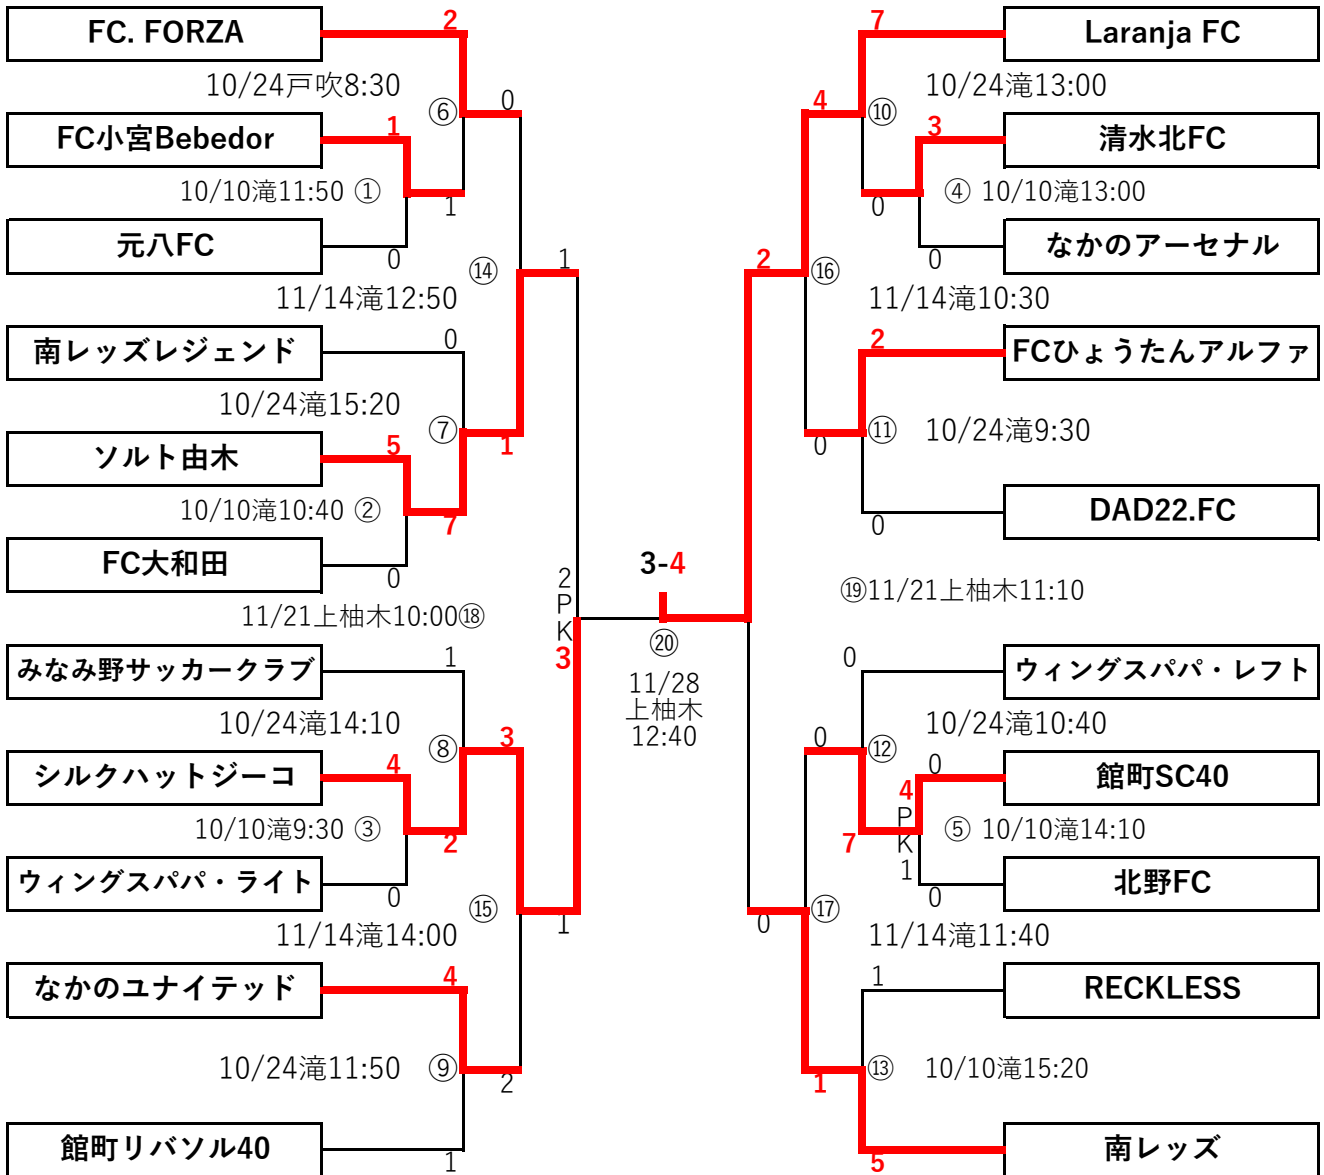 FC. FORZA
2
10/24戸吹8:30
⑥
0
FC小宮Bebedor
1
10/10滝11:50 ①
1
元八FC
0
⑭
1
11/14滝12:50
南レッズレジェンド
0
10/24滝15:20
⑦
1
ソルト由木
5
10/10滝10:40 ②
7
FC大和田
0
11/21上柚木10:00⑱
2
P
K
3
みなみ野サッカークラブ
1
10/24滝14:10
⑧
3
シルクハットジーコ
4
10/10滝9:30 ③
2
ウィングスパパ・ライト
0
⑮
1
11/14滝14:00
なかのユナイテッド
4
10/24滝11:50
⑨
2
館町リバソル40
1
3-4
⑳
11/28
上柚木
12:40
7
Laranja FC
10/24滝13:00
4
⑩
3
清水北FC
④ 10/10滝13:00
0
なかのアーセナル
0
2
⑯
11/14滝10:30
2
FCひょうたんアルファ
⑪
10/24滝9:30
0
DAD22.FC
0
⑲11/21上柚木11:10
0
ウィングスパパ・レフト
10/24滝10:40
0
⑫
0
館町SC40
4
P
K
1
⑤ 10/10滝14:10
7
北野FC
0
⑰
0
11/14滝11:40
1
RECKLESS
⑬
10/10滝15:20
1
南レッズ
5